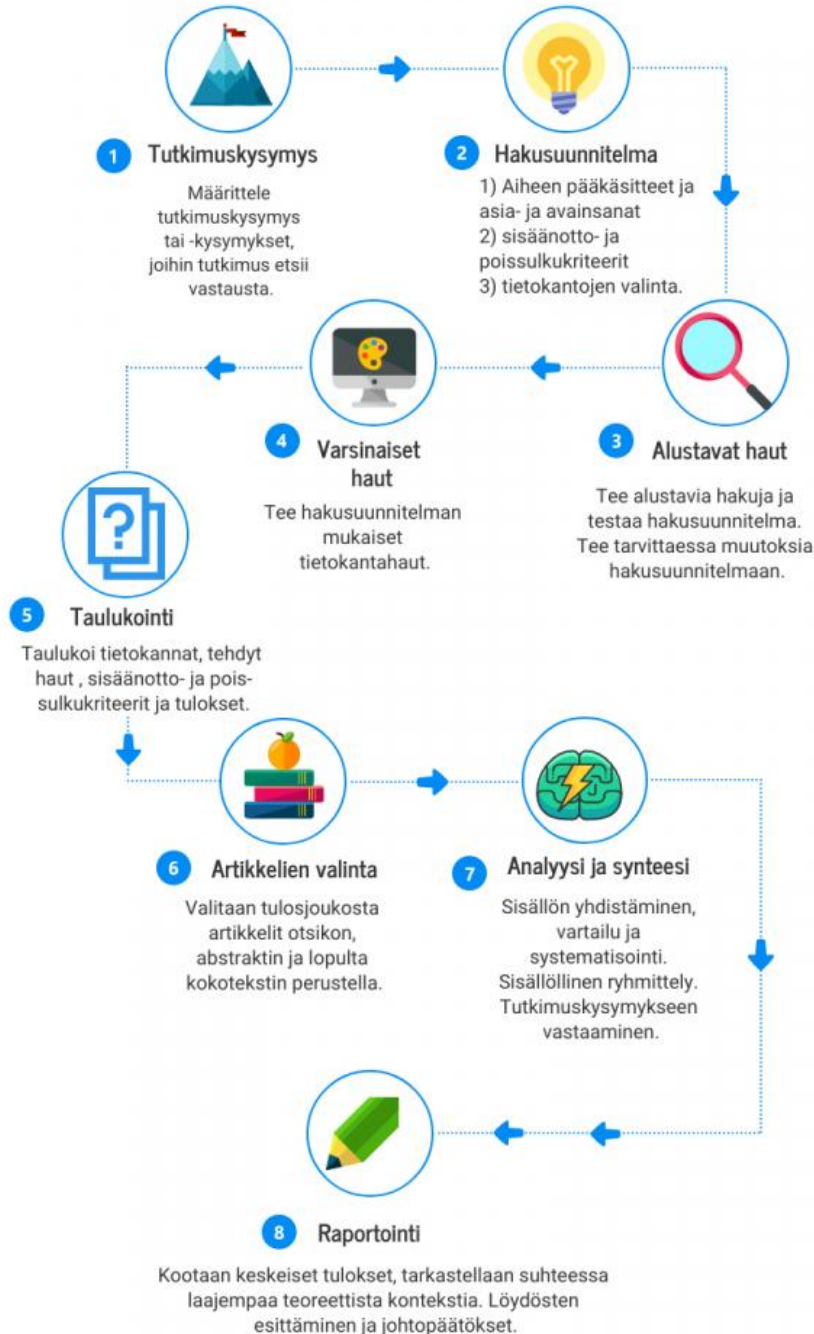 1 Tutkimuskysymys
Määrittele
tutkimuskysymys
tai -kysymykset,
joihin tutkimus etsii
vastausta.
2 Hakusuunnitelma
1) Aiheen pääkäsitteet ja
asia- ja avainsanat
2) sisäänotto- ja
poissulkukriteerit
3) tietokantojen valinta.
3 Alustavat haut
Tee alustavia hakuja ja
testaa hakusuunnitelma.
Tee tarvittaessa muutoksia
hakusuunnitelmaan.
4 Varsinaiset
haut
Tee hakusuunnitelman
mukaiset
tietokantahaut.
?
5 Taulukointi
Taulukoi tietokannat, tehdyt
haut , sisäänotto- ja pois-
sulkukriteerit ja tulokset.
6 Artikkelien valinta
Valitaan tulosjoukosta
artikkelit otsikon,
abstraktin ja lopulta
kokotekstin perustella.
7 Analyysi ja synteesi
Sisällön yhdistäminen,
vartailu ja
systematisointi.
Sisällöllinen ryhmittely.
Tutkimuskysymykseen
vastaaminen.
8 Raportointi
Kootaan keskeiset tulokset, tarkastellaan suhteessa
laajempaa teoreettista kontekstia. Löydösten
esittäminen ja johtopäätökset.